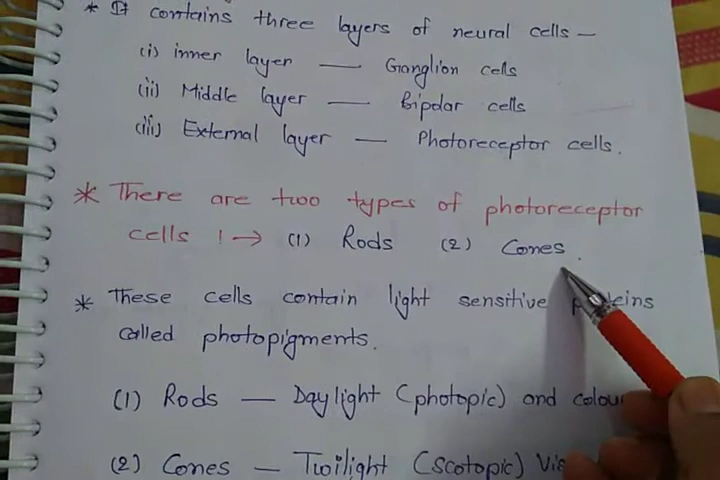 * It contains three layers of neural cells —
(i) inner layer — Ganglion cells
(ii) Middle layer — Bipolar cells
(iii) External layer — Photoreceptor cells.
* There are two types of photoreceptor
cells :→ (1) Rods (2) Cones.
* These cells contain light sensitive proteins
called photopigments.
(1) Rods — Daylight (photopic) and
(2) Cones — Twilight (Scotopic)